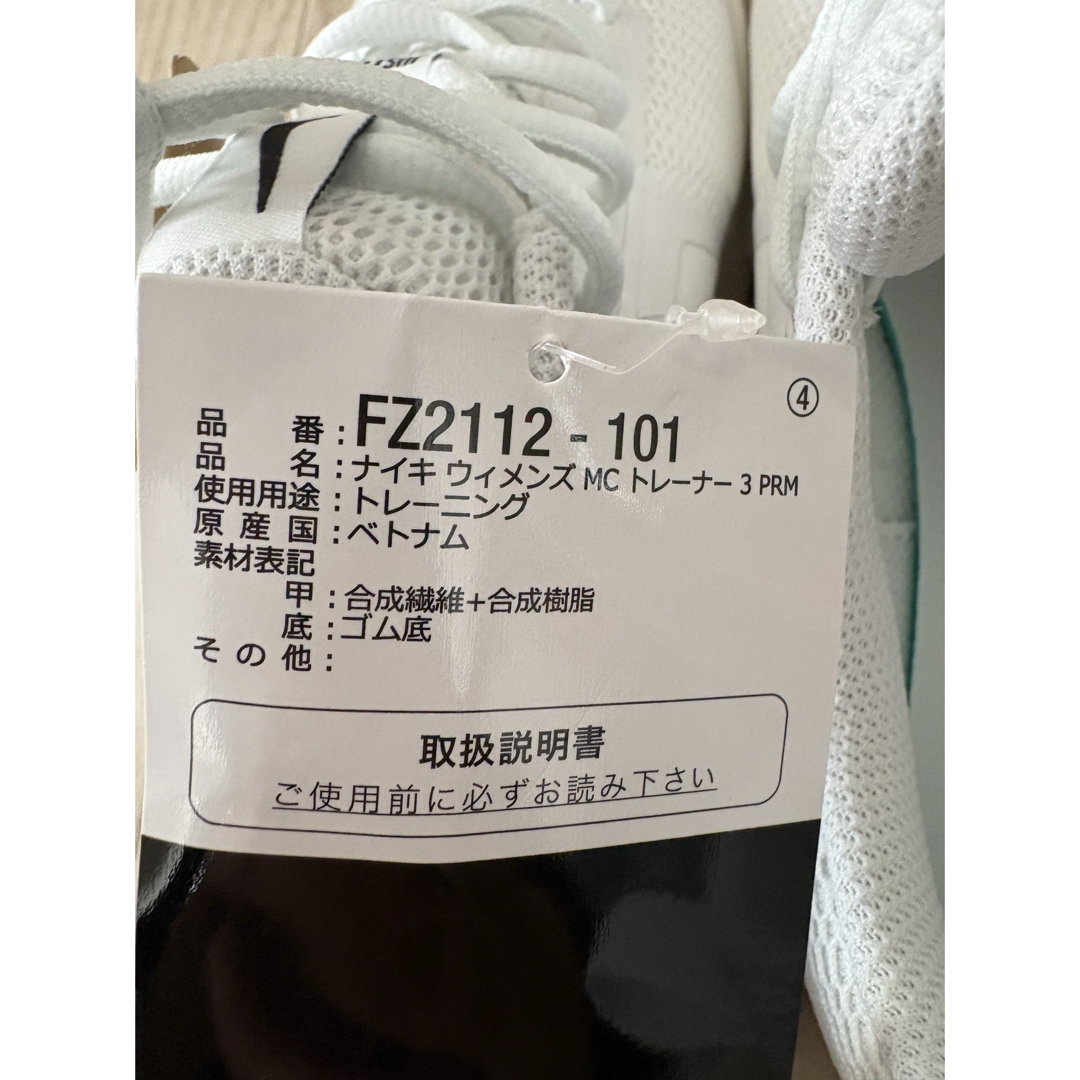 ④
品 番：FZ2112 - 101
品 名：ナイキ ウィメンズ MC トレーナー 3 PRM
使用用途：トレーニング
原 産 国：ベトナム
素材表記
甲：合成繊維+合成樹脂
底：ゴム底
そ の 他：
取扱説明書
ご使用前に必ずお読み下さい